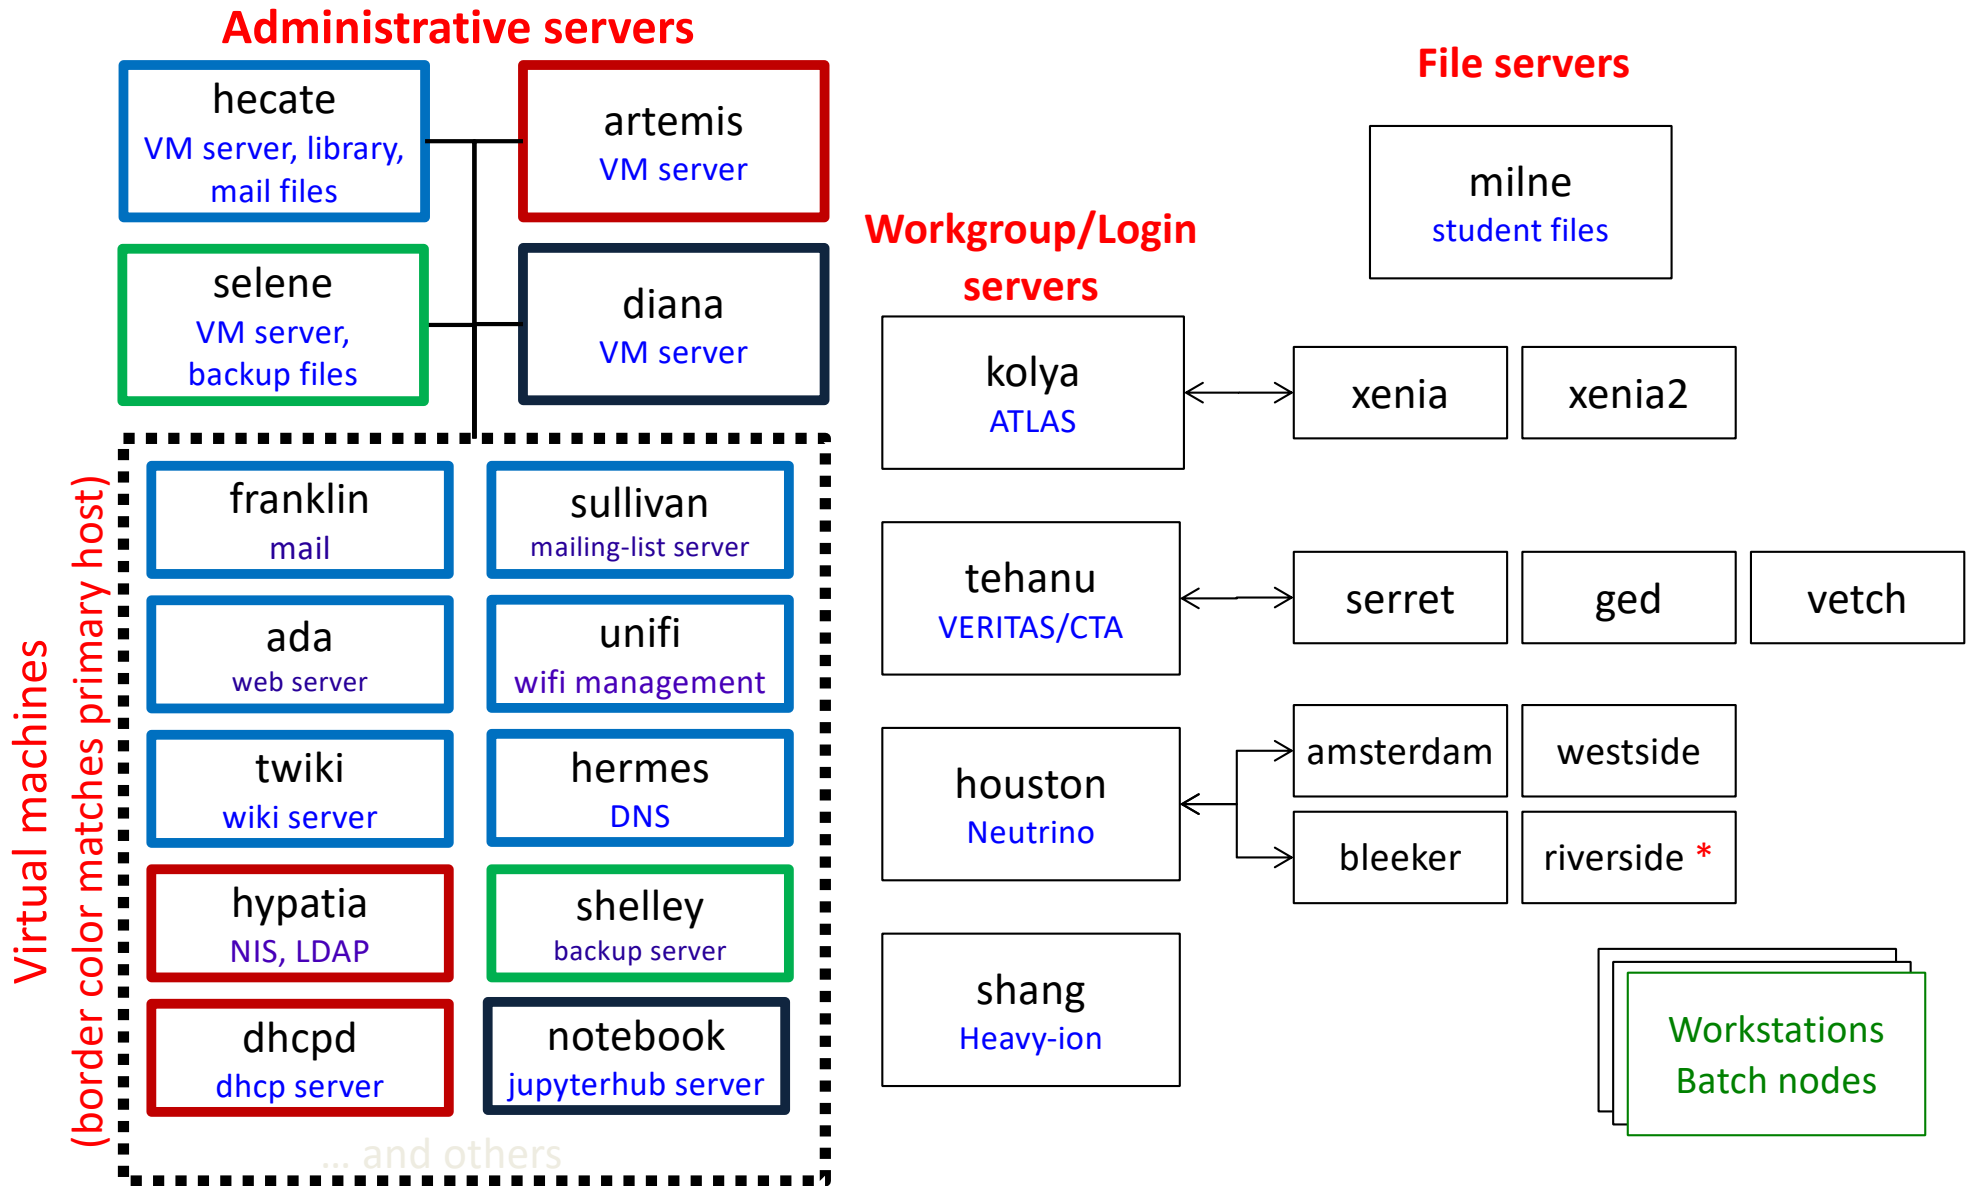 Administrative servers
hecate
VM server, library,
mail files
artemis
VM server
selene
VM server,
backup files
diana
VM server
Virtual machines
(border color matches primary host)
franklin
mail
sullivan
mailing-list server
ada
web server
unifi
wifi management
twiki
wiki server
hermes
DNS
hypatia
NIS, LDAP
shelley
backup server
dhcpd
dhcp server
notebook
jupyterhub server
... and others
Workgroup/Login
servers
kolya
ATLAS
tehanu
VERITAS/CTA
houston
Neutrino
shang
Heavy-ion
File servers
milne
student files
xenia
xenia2
serret
ged
vetch
amsterdam
westside
bleeker
riverside *
Workstations
Batch nodes